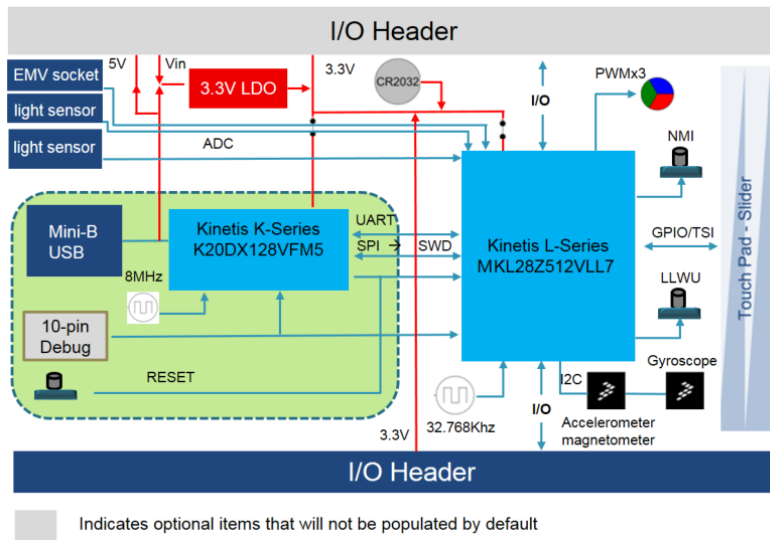 I/O Header
5V
Vin
3.3V
EMV socket
3.3V LDO
CR2032
I/O
PWMx3
light sensor
light sensor
ADC
NMI
Mini-B
USB
Kinetis K-Series
K20DX128VFM5
UART
SPI
SWD
Kinetis L-Series
MKL28Z512VLL7
GPIO/TSI
Touch Pad - Slider
8MHz
LLWU
10-pin
Debug
RESET
Gyroscope
I2C
32.768Khz
I/O
Accelerometer
magnetometer
3.3V
I/O Header
Indicates optional items that will not be populated by default